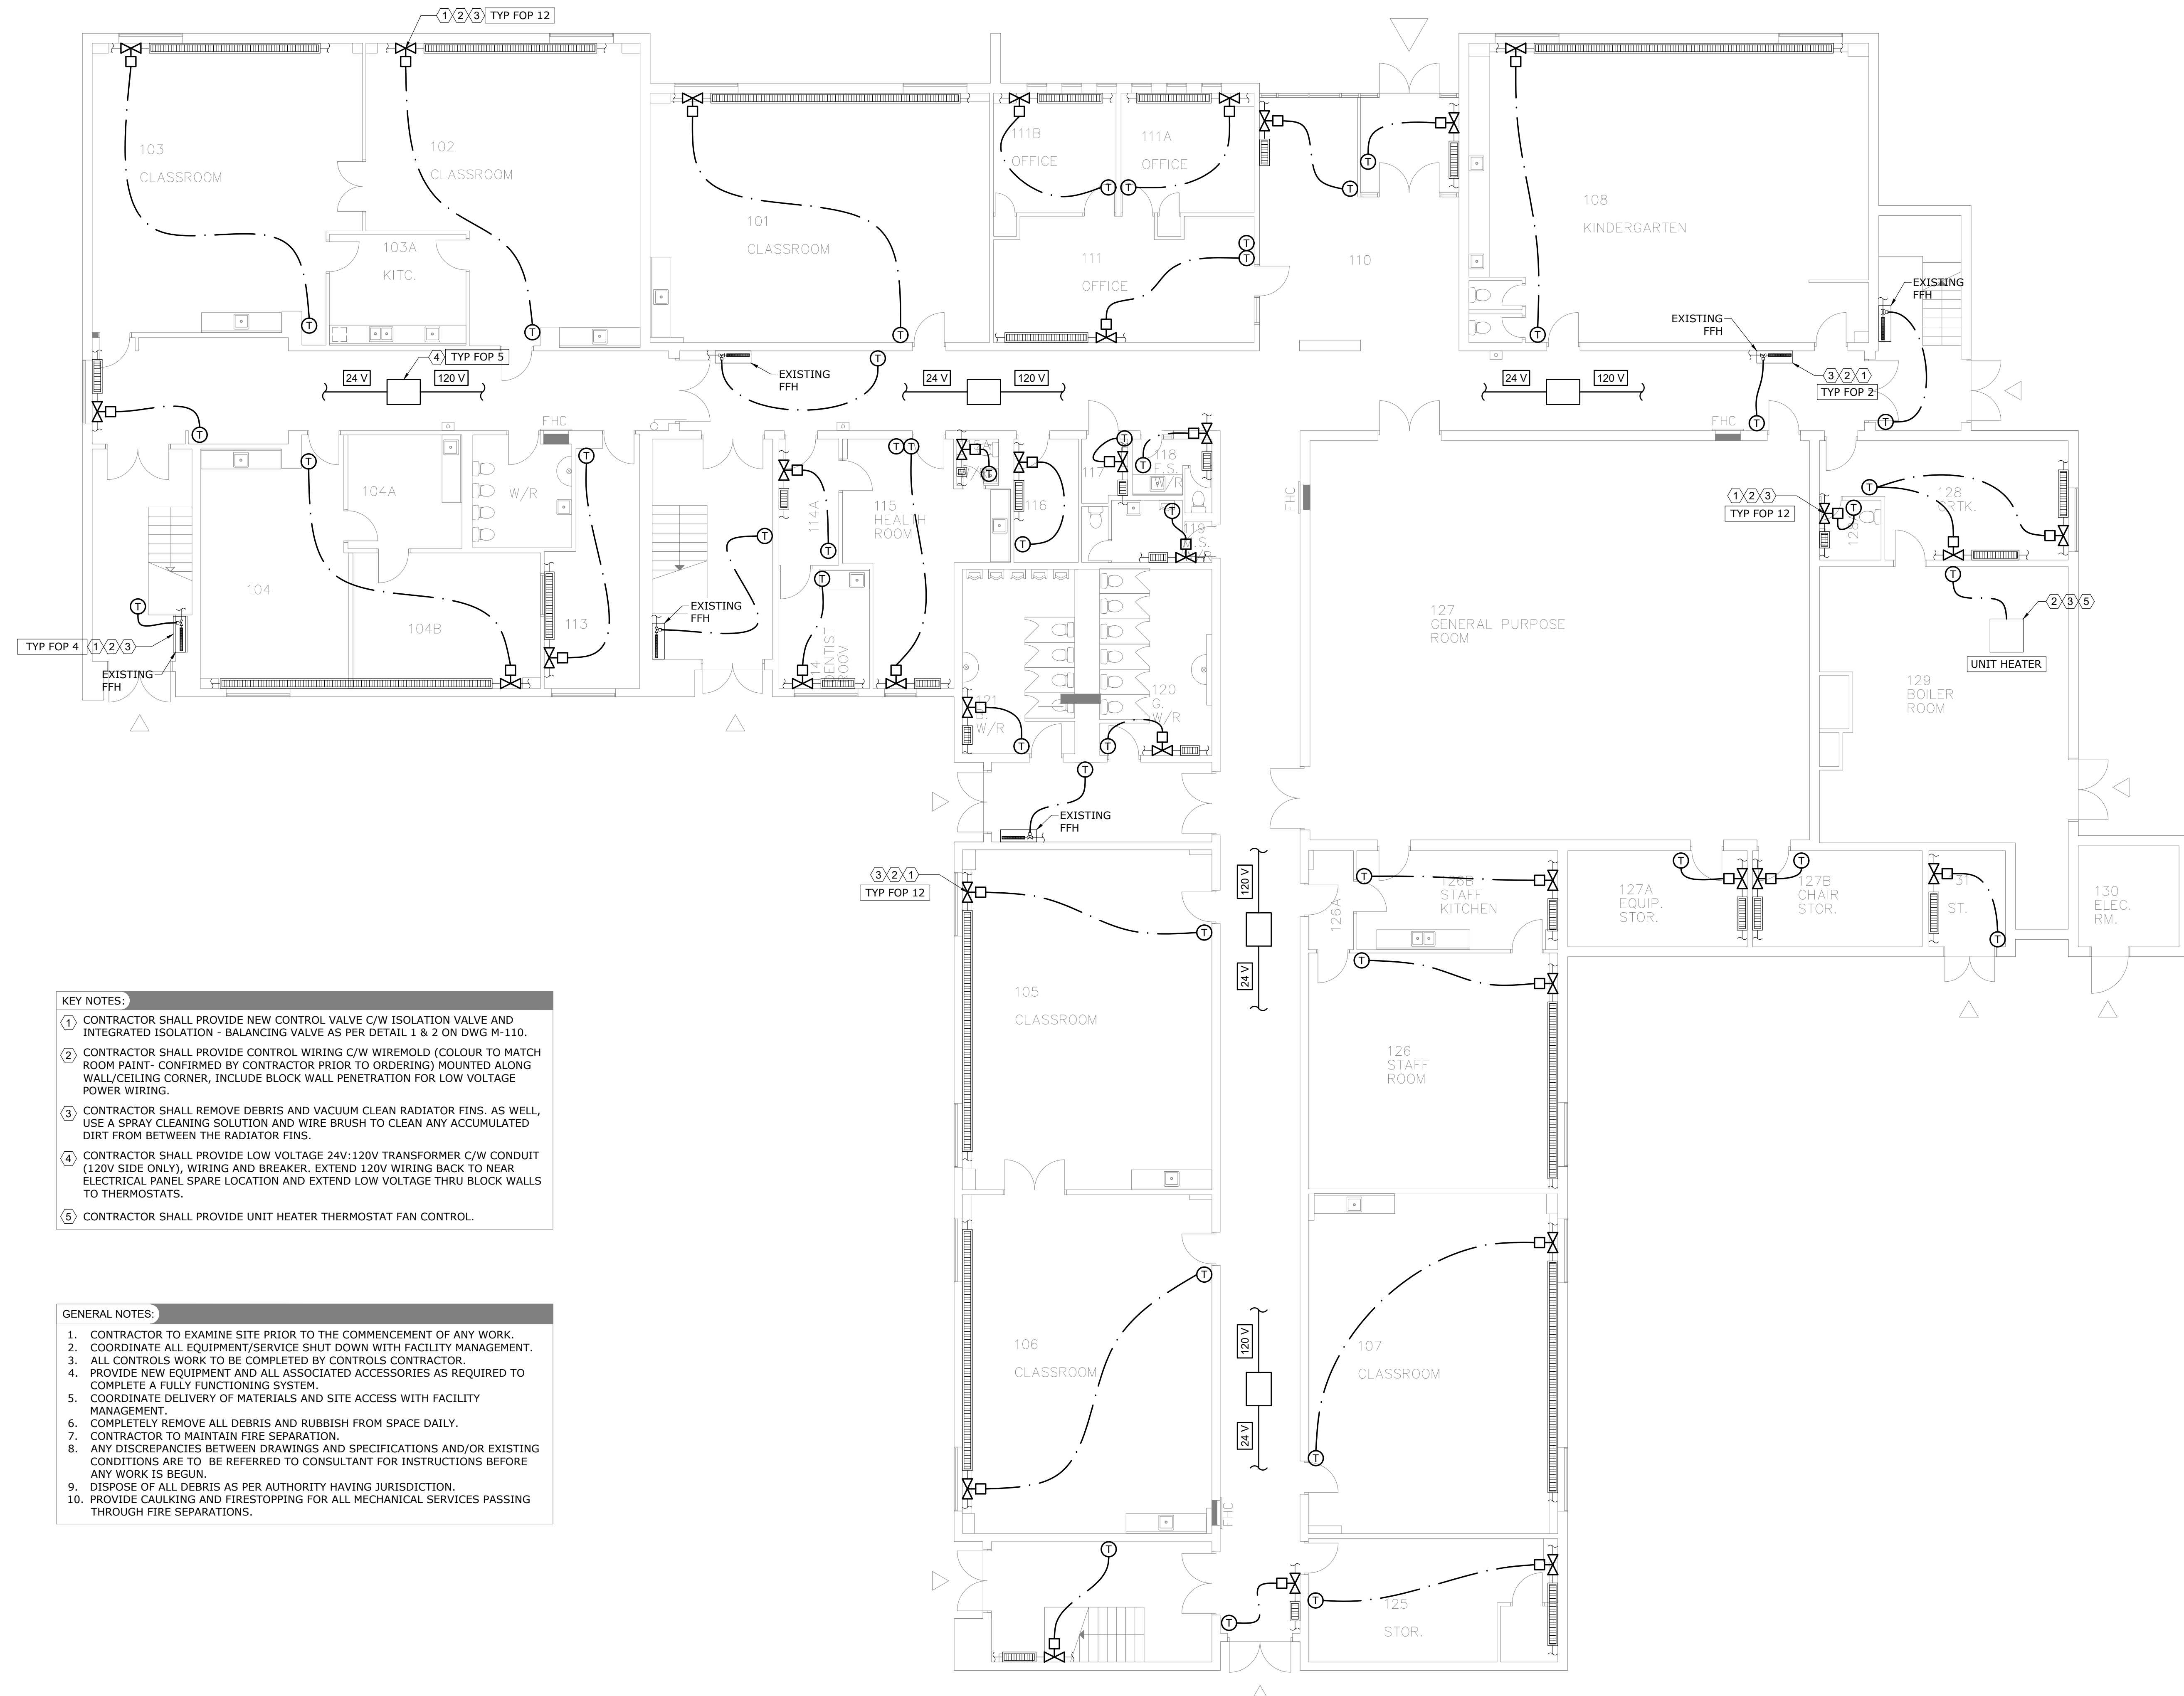 1 2 3 TYP FOP 12
103
CLASSROOM
102
CLASSROOM
103A
KITC.
101
CLASSROOM
111B
OFFICE
111A
OFFICE
111
OFFICE
110
108
KINDERGARTEN
EXISTING
FFH
EXISTING
FFH
3 2 1
TYP FOP 2
4 TYP FOP 5
24 V
120 V
EXISTING
FFH
24 V
120 V
24 V
120 V
FHC
FHC
FHC
104A
W/R
104
104B
113
TYP FOP 4 1 2 3
EXISTING
FFH
EXISTING
FFH
114A
115
HEALTH
ROOM
116
117
118
F.S.
W/R
119
DENTIST
ROOM
121
B.
W/R
120
G.
W/R
127
GENERAL PURPOSE
ROOM
1 2 3
TYP FOP 12
128
2 3 5
UNIT HEATER
129
BOILER
ROOM
EXISTING
FFH
3 2 1
TYP FOP 12
120 V
24 V
126A
126B
STAFF
KITCHEN
127A
EQUIP.
STOR.
127B
CHAIR
STOR.
131
ST.
130
ELEC.
RM.
105
CLASSROOM
126
STAFF
ROOM
106
CLASSROOM
107
CLASSROOM
120 V
24 V
FHC
125
STOR.
KEY NOTES:
1 CONTRACTOR SHALL PROVIDE NEW CONTROL VALVE C/W ISOLATION VALVE AND
INTEGRATED ISOLATION - BALANCING VALVE AS PER DETAIL 1 & 2 ON DWG M-110.
2 CONTRACTOR SHALL PROVIDE CONTROL WIRING C/W WIREMOLD (COLOUR TO MATCH
ROOM PAINT- CONFIRMED BY CONTRACTOR PRIOR TO ORDERING) MOUNTED ALONG
WALL/CEILING CORNER, INCLUDE BLOCK WALL PENETRATION FOR LOW VOLTAGE
POWER WIRING.
3 CONTRACTOR SHALL REMOVE DEBRIS AND VACUUM CLEAN RADIATOR FINS. AS WELL,
USE A SPRAY CLEANING SOLUTION AND WIRE BRUSH TO CLEAN ANY ACCUMULATED
DIRT FROM BETWEEN THE RADIATOR FINS.
4 CONTRACTOR SHALL PROVIDE LOW VOLTAGE 24V:120V TRANSFORMER C/W CONDUIT
(120V SIDE ONLY), WIRING AND BREAKER. EXTEND 120V WIRING BACK TO NEAR
ELECTRICAL PANEL SPARE LOCATION AND EXTEND LOW VOLTAGE THRU BLOCK WALLS
TO THERMOSTATS.
5 CONTRACTOR SHALL PROVIDE UNIT HEATER THERMOSTAT FAN CONTROL.
GENERAL NOTES:
1. CONTRACTOR TO EXAMINE SITE PRIOR TO THE COMMENCEMENT OF ANY WORK.
2. COORDINATE ALL EQUIPMENT/SERVICE SHUT DOWN WITH FACILITY MANAGEMENT.
3. ALL CONTROLS WORK TO BE COMPLETED BY CONTROLS CONTRACTOR.
4. PROVIDE NEW EQUIPMENT AND ALL ASSOCIATED ACCESSORIES AS REQUIRED TO
COMPLETE A FULLY FUNCTIONING SYSTEM.
5. COORDINATE DELIVERY OF MATERIALS AND SITE ACCESS WITH FACILITY
MANAGEMENT.
6. COMPLETELY REMOVE ALL DEBRIS AND RUBBISH FROM SPACE DAILY.
7. CONTRACTOR TO MAINTAIN FIRE SEPARATION.
8. ANY DISCREPANCIES BETWEEN DRAWINGS AND SPECIFICATIONS AND/OR EXISTING
CONDITIONS ARE TO BE REFERRED TO CONSULTANT FOR INSTRUCTIONS BEFORE
ANY WORK IS BEGUN.
9. DISPOSE OF ALL DEBRIS AS PER AUTHORITY HAVING JURISDICTION.
10. PROVIDE CAULKING AND FIRESTOPPING FOR ALL MECHANICAL SERVICES PASSING
THROUGH FIRE SEPARATIONS.